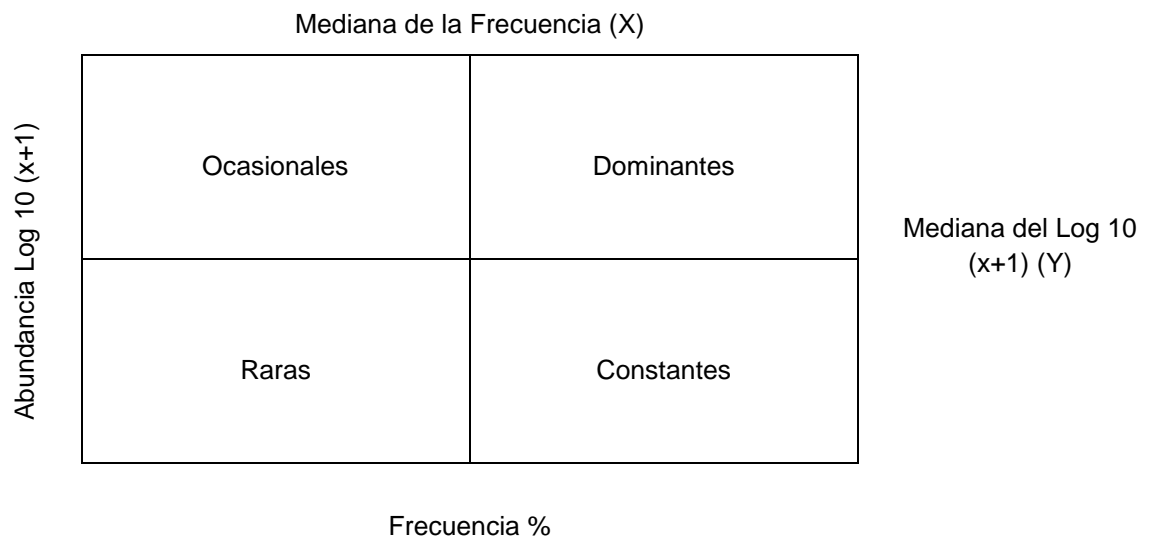 Mediana de la Frecuencia (X)
Abundancia Log 10 (x+1)
Ocasionales
Dominantes
Mediana del Log 10
(x+1) (Y)
Raras
Constantes
Frecuencia %